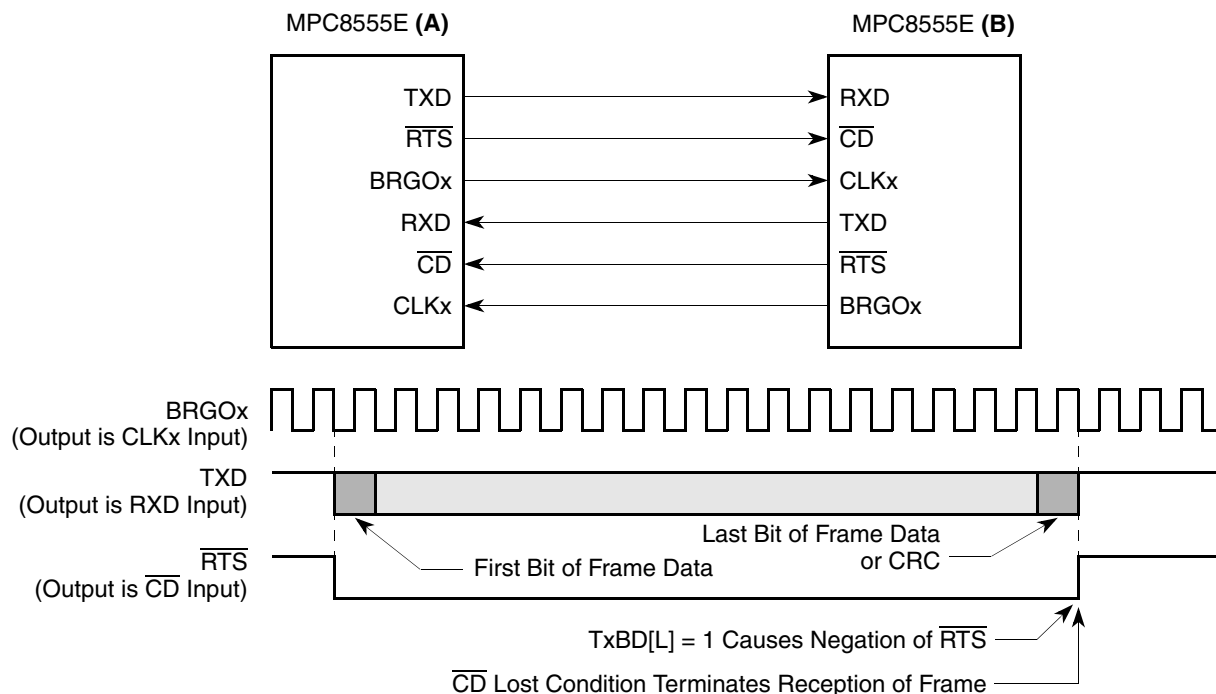 MPC8555E (A)
MPC8555E (B)
TXD
RTS
BRGOx
RXD
CD
CLKx
RXD
CD
CLKx
TXD
RTS
BRGOx
BRGOx
(Output is CLKx Input)
TXD
(Output is RXD Input)
Last Bit of Frame Data
or CRC
First Bit of Frame Data
RTS
(Output is CD Input)
TxBD[L] = 1 Causes Negation of RTS
CD Lost Condition Terminates Reception of Frame